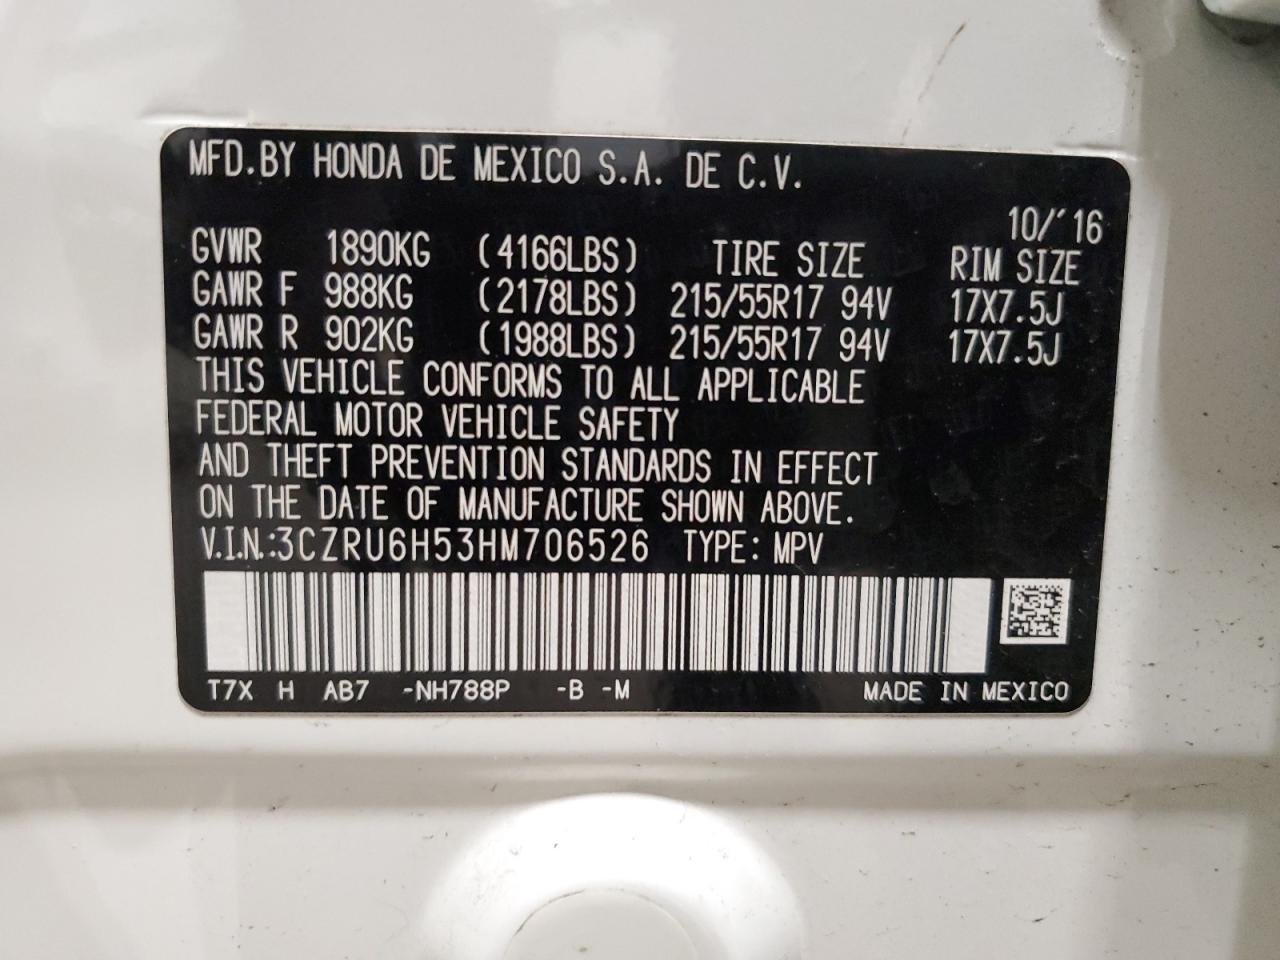 MFD.BY HONDA DE MEXICO S.A. DE C.V.
10/'16
GVWR 1890KG (4166LBS) TIRE SIZE RIM SIZE
GAWR F 988KG (2178LBS) 215/55R17 94V 17X7.5J
GAWR R 902KG (1988LBS) 215/55R17 94V 17X7.5J
THIS VEHICLE CONFORMS TO ALL APPLICABLE
FEDERAL MOTOR VEHICLE SAFETY
AND THEFT PREVENTION STANDARDS IN EFFECT
ON THE DATE OF MANUFACTURE SHOWN ABOVE.
V.I.N.:3CZRU6H53HM706526 TYPE: MPV
T7X H AB7 -NH788P -B -M MADE IN MEXICO